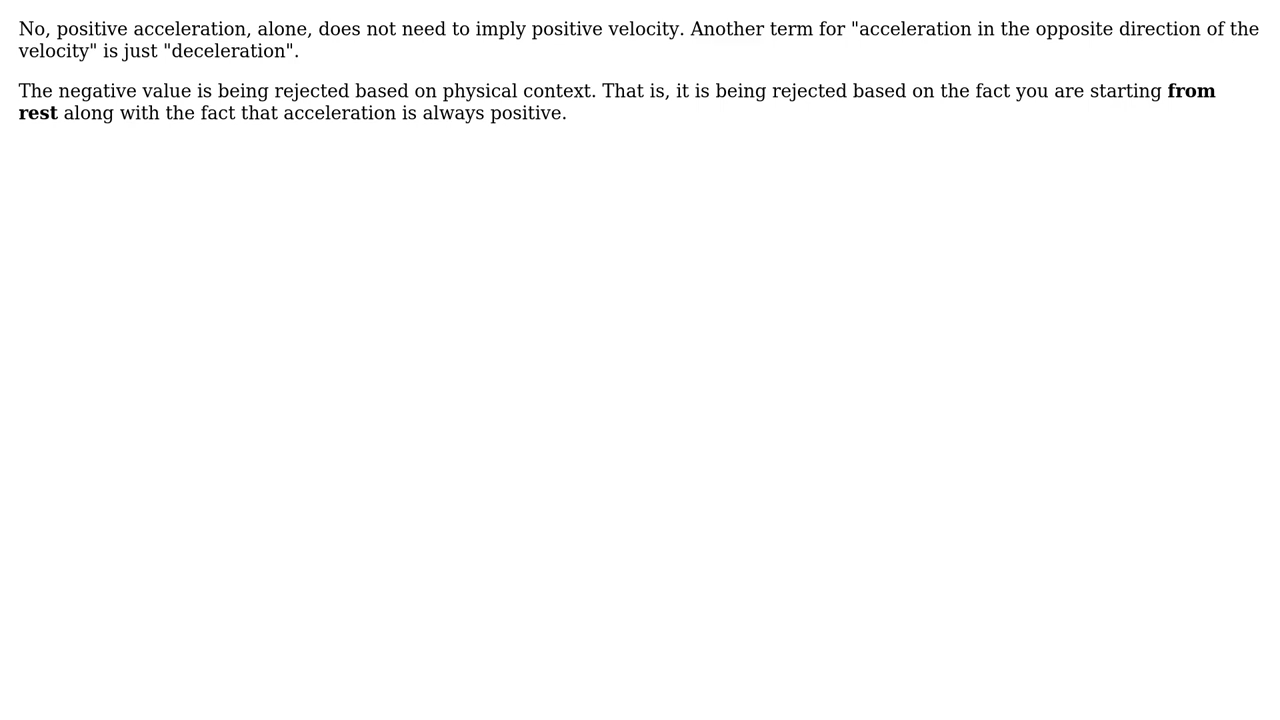 No, positive acceleration, alone, does not need to imply positive velocity. Another term for "acceleration in the opposite direction of the
velocity" is just "deceleration".
The negative value is being rejected based on physical context. That is, it is being rejected based on the fact you are starting from
rest along with the fact that acceleration is always positive.